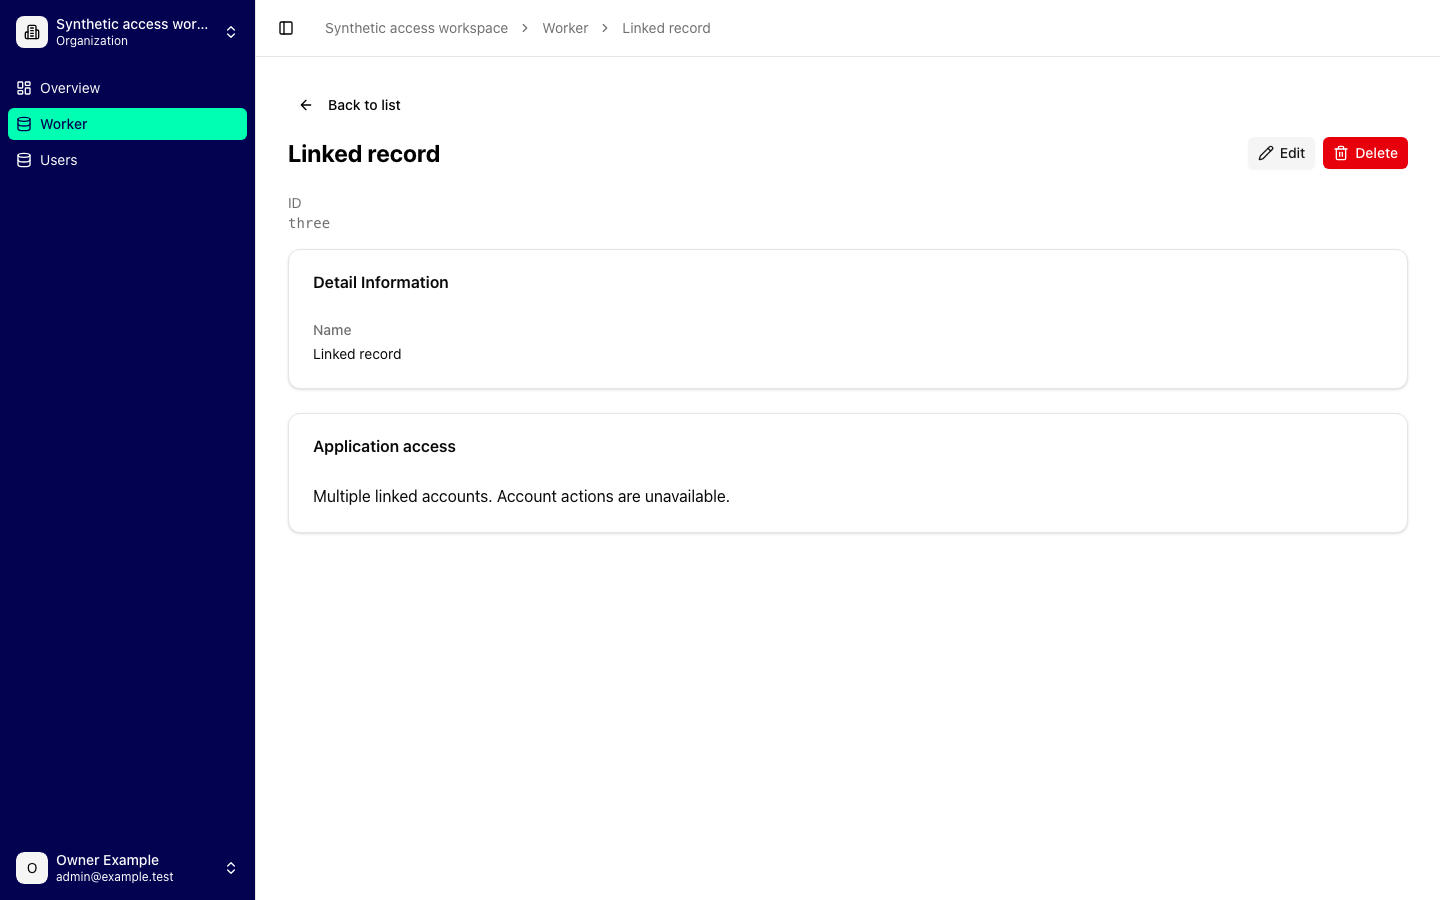 Synthetic access wor...
Organization
Overview
Worker
Users
Owner Example
O
admin@example.test
Synthetic access workspace > Worker > Linked record
Back to list
Linked record
Edit
Delete
ID
three
Detail Information
Name
Linked record
Application access
Multiple linked accounts. Account actions are unavailable.